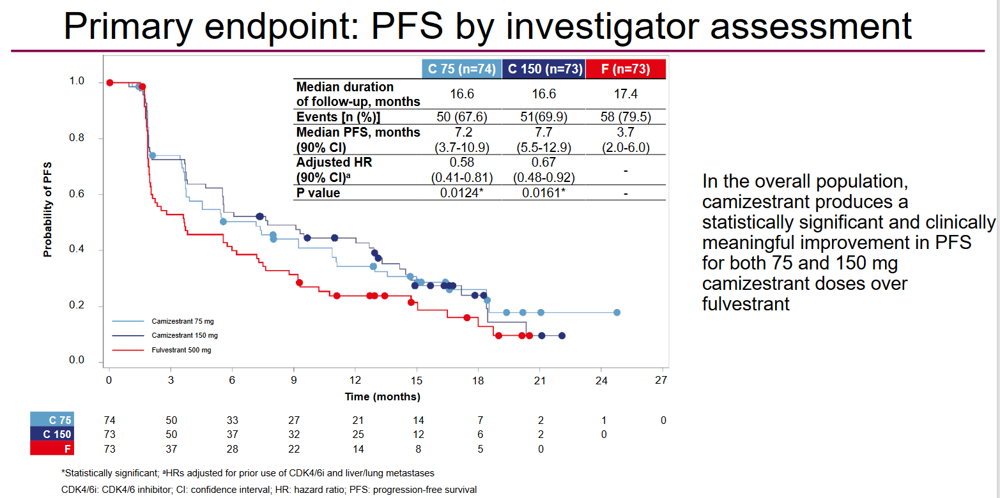 Primary endpoint: PFS by investigator assessment
C 75 (n=74) C 150 (n=73) F (n=73)
Median duration
of follow-up, months 16.6 16.6 17.4
Events [n (%)] 50 (67.6) 51(69.9) 58 (79.5)
Median PFS, months 7.2 7.7 3.7
(90% CI) (3.7-10.9) (5.5-12.9) (2.0-6.0)
Adjusted HR 0.58 0.67 -
(90% CI)ᵃ (0.41-0.81) (0.48-0.92)
P value 0.0124* 0.0161* -
Probability of PFS
1.0
0.8
0.6
0.4
0.2
0.0
Camizestrant 75 mg
Camizestrant 150 mg
Fulvestrant 500 mg
0 3 6 9 12 15 18 21 24 27
Time (months)
C 75 74 50 33 27 21 14 7 2 1 0
C 150 73 50 37 32 25 12 6 2 0
F 73 37 28 22 14 8 5 0
In the overall population,
camizestrant produces a
statistically significant and clinically
meaningful improvement in PFS
for both 75 and 150 mg
camizestrant doses over
fulvestrant
*Statistically significant; ᵃHRs adjusted for prior use of CDK4/6i and liver/lung metastases
CDK4/6i: CDK4/6 inhibitor; CI: confidence interval; HR: hazard ratio; PFS: progression-free survival